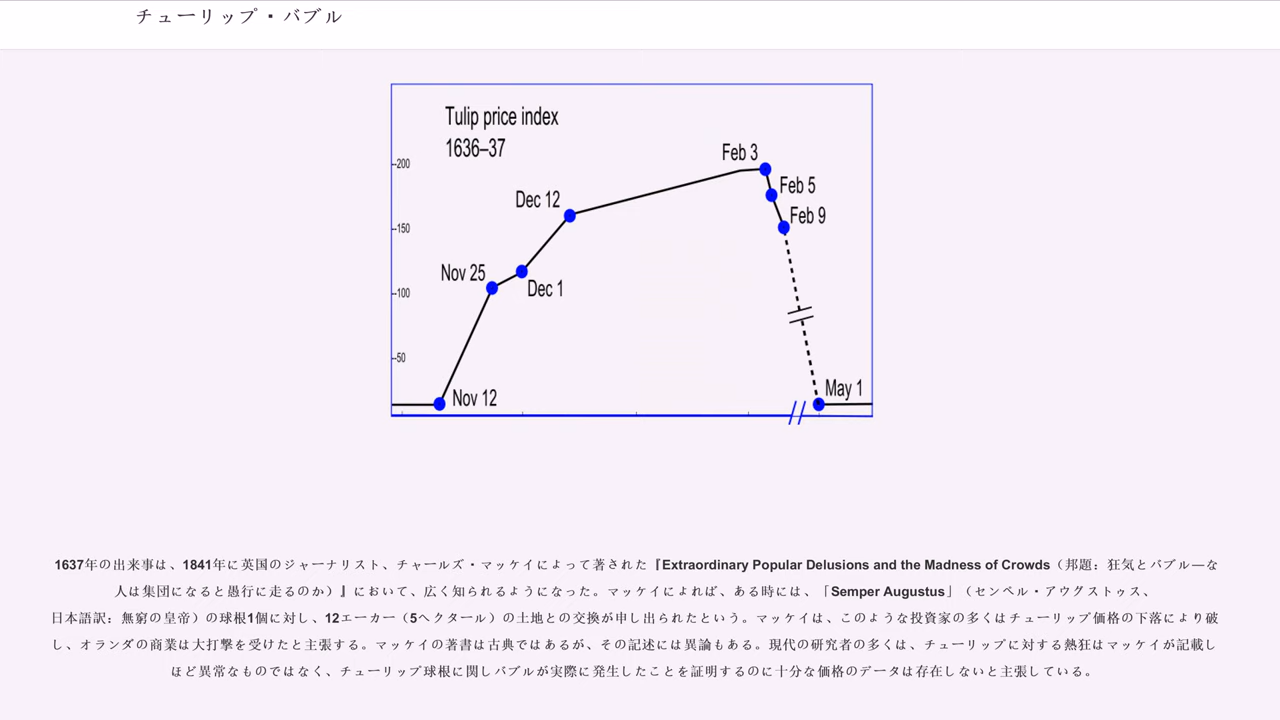 チューリップ・バブル
Tulip price index
1636–37
Feb 3
200
Feb 5
Dec 12
Feb 9
150
Nov 25
Dec 1
100
50
May 1
Nov 12
1637年の出来事は、1841年に英国のジャーナリスト、チャールズ・マッケイによって著された『Extraordinary Popular Delusions and the Madness of Crowds（邦題：狂気とバブル―な
人は集団になると愚行に走るのか）』において、広く知られるようになった。マッケイによれば、ある時には、「Semper Augustus」（センペル・アウグストゥス、
日本語訳：無窮の皇帝）の球根1個に対し、12エーカー（5ヘクタール）の土地との交換が申し出られたという。マッケイは、このような投資家の多くはチューリップ価格の下落により破
し、オランダの商業は大打撃を受けたと主張する。マッケイの著書は古典ではあるが、その記述には異論もある。現代の研究者の多くは、チューリップに対する熱狂はマッケイが記載し
ほど異常なものではなく、チューリップ球根に関しバブルが実際に発生したことを証明するのに十分な価格のデータは存在しないと主張している。